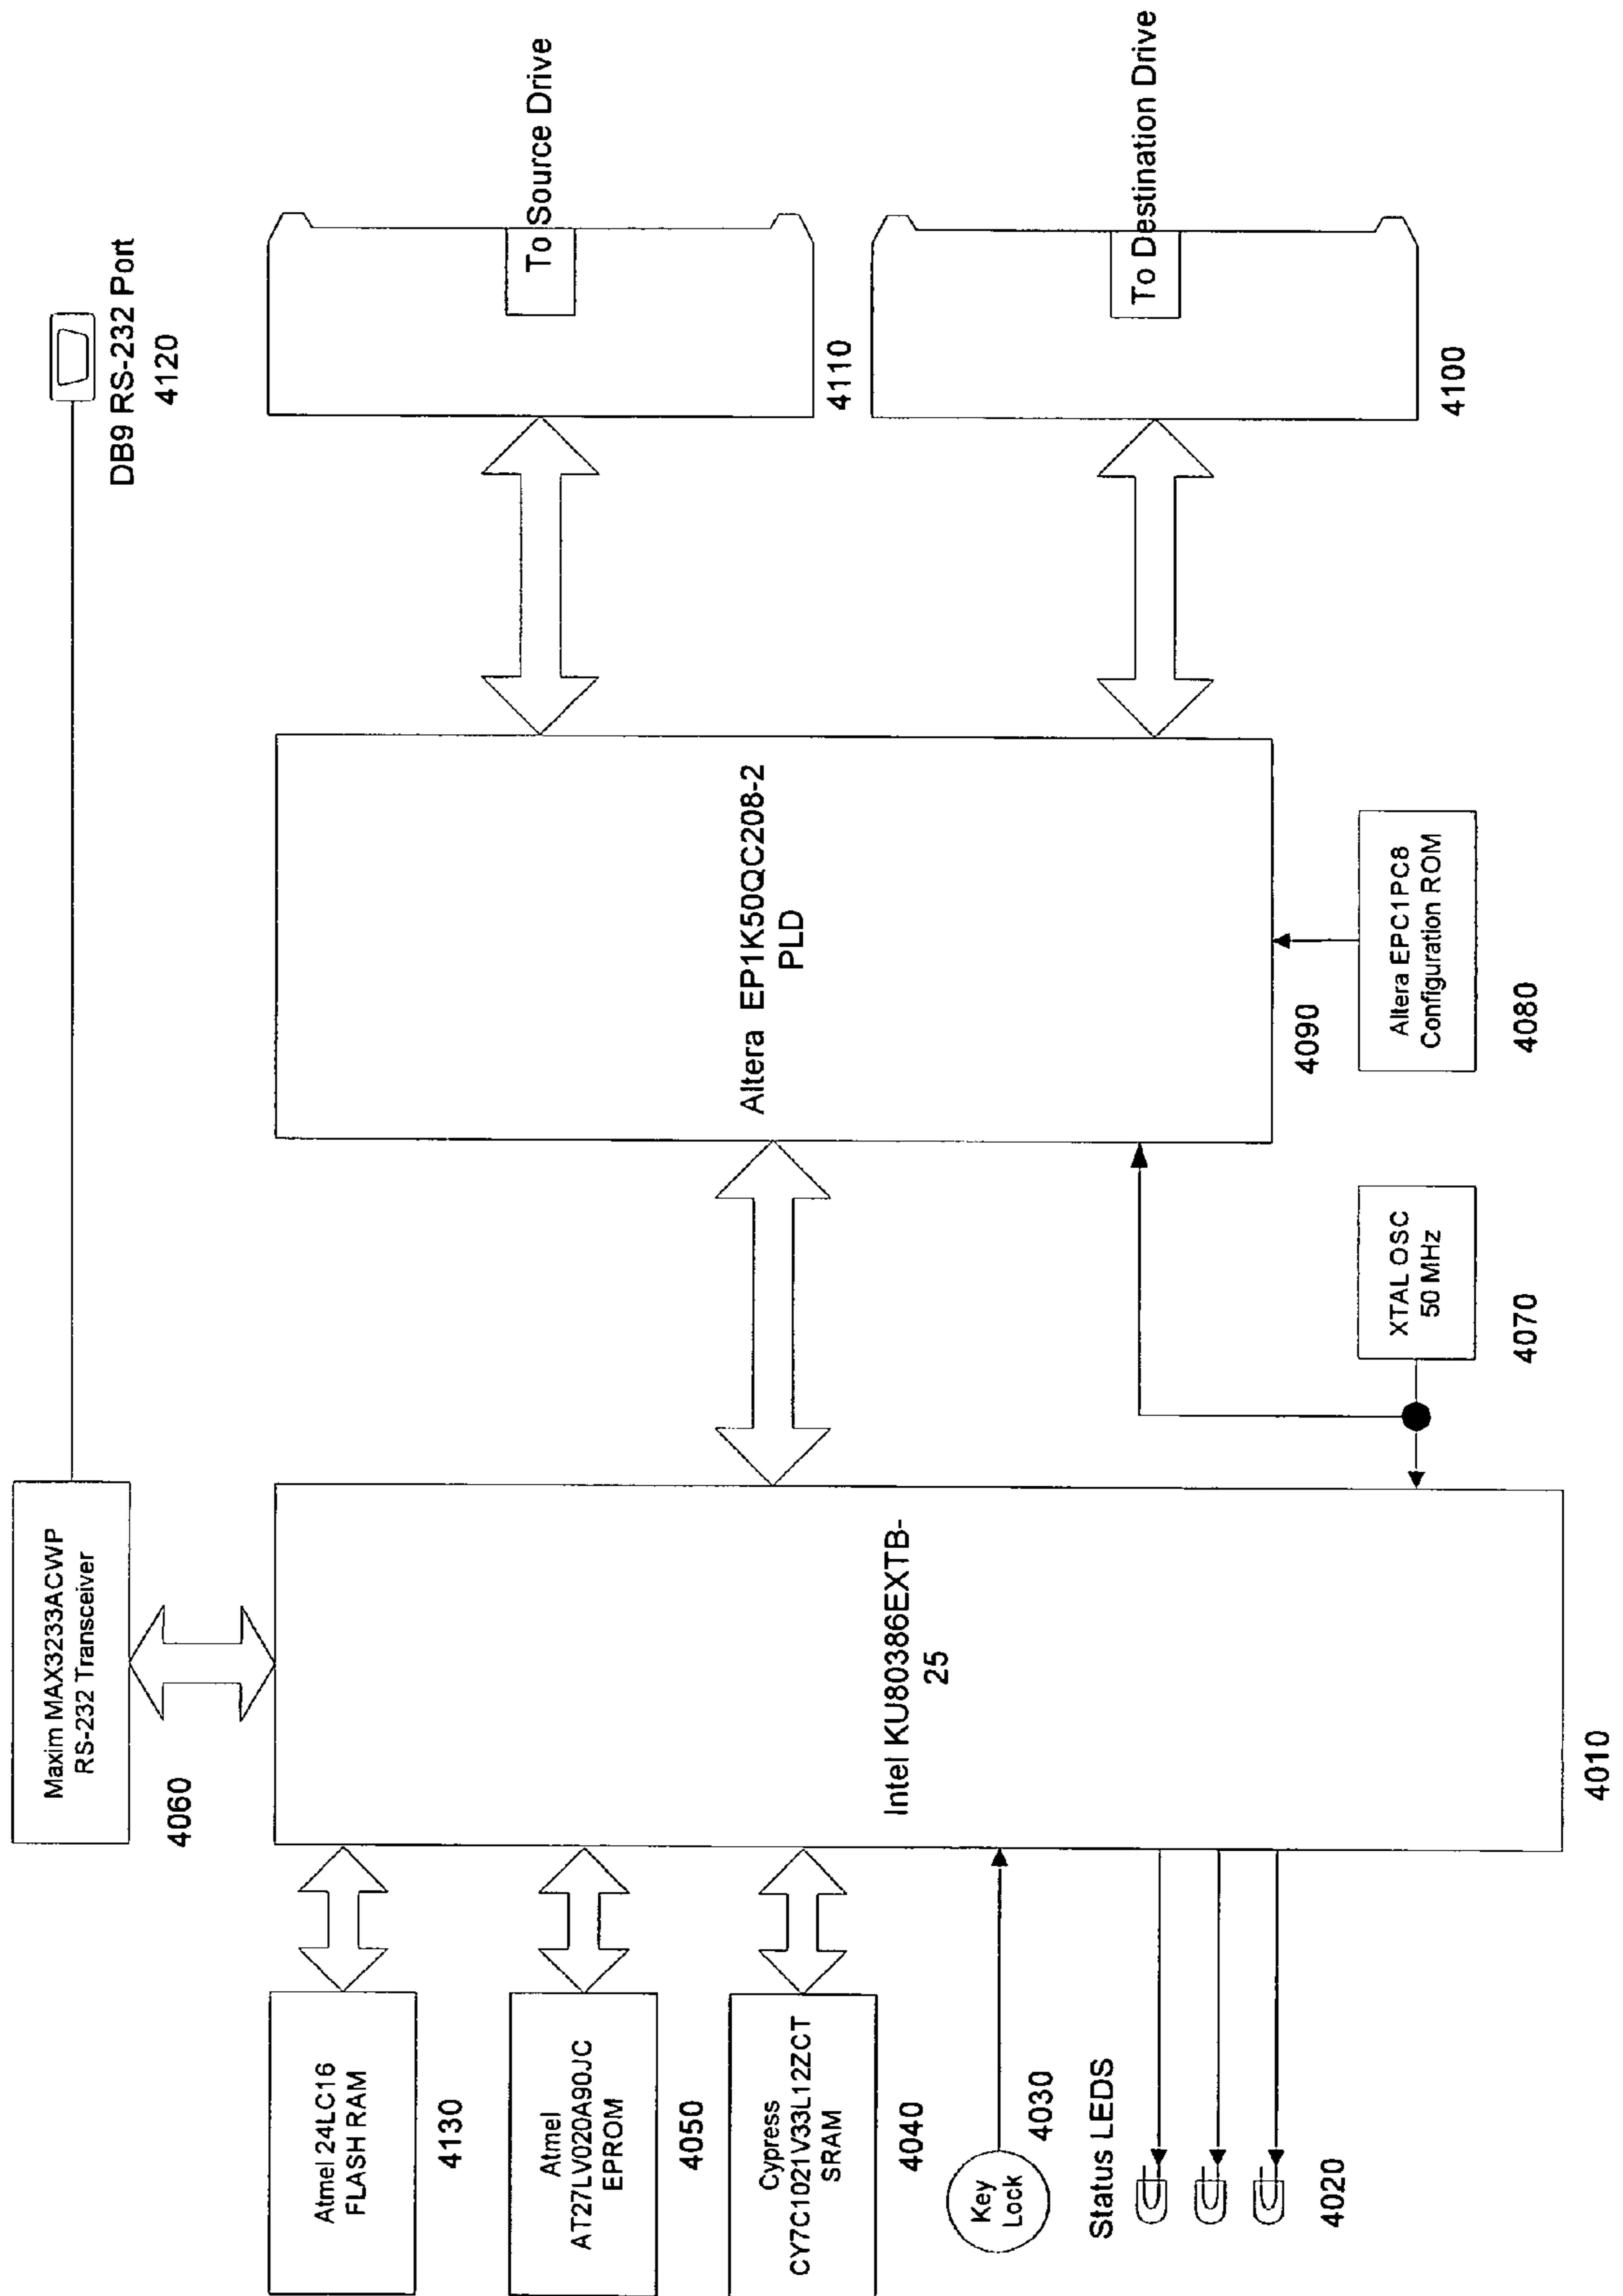 Maxim MAX3233ACWP
RS-232 Transceiver
4060
DB9 RS-232 Port
4120
Atmel 24LC16
FLASH RAM
4130
Atmel
AT27LV020A90JC
EPROM
4050
Cypress
CY7C1021V33L12ZCT
SRAM
4040
Key
Lock
4030
Status LEDS
4020
Intel KU80386EXTB-
25
4010
XTAL OSC
50 MHz
4070
Altera EP1K50QC208-2
PLD
4090
Altera EPC1PC8
Configuration ROM
4080
To Source Drive
4110
To Destination Drive
4100